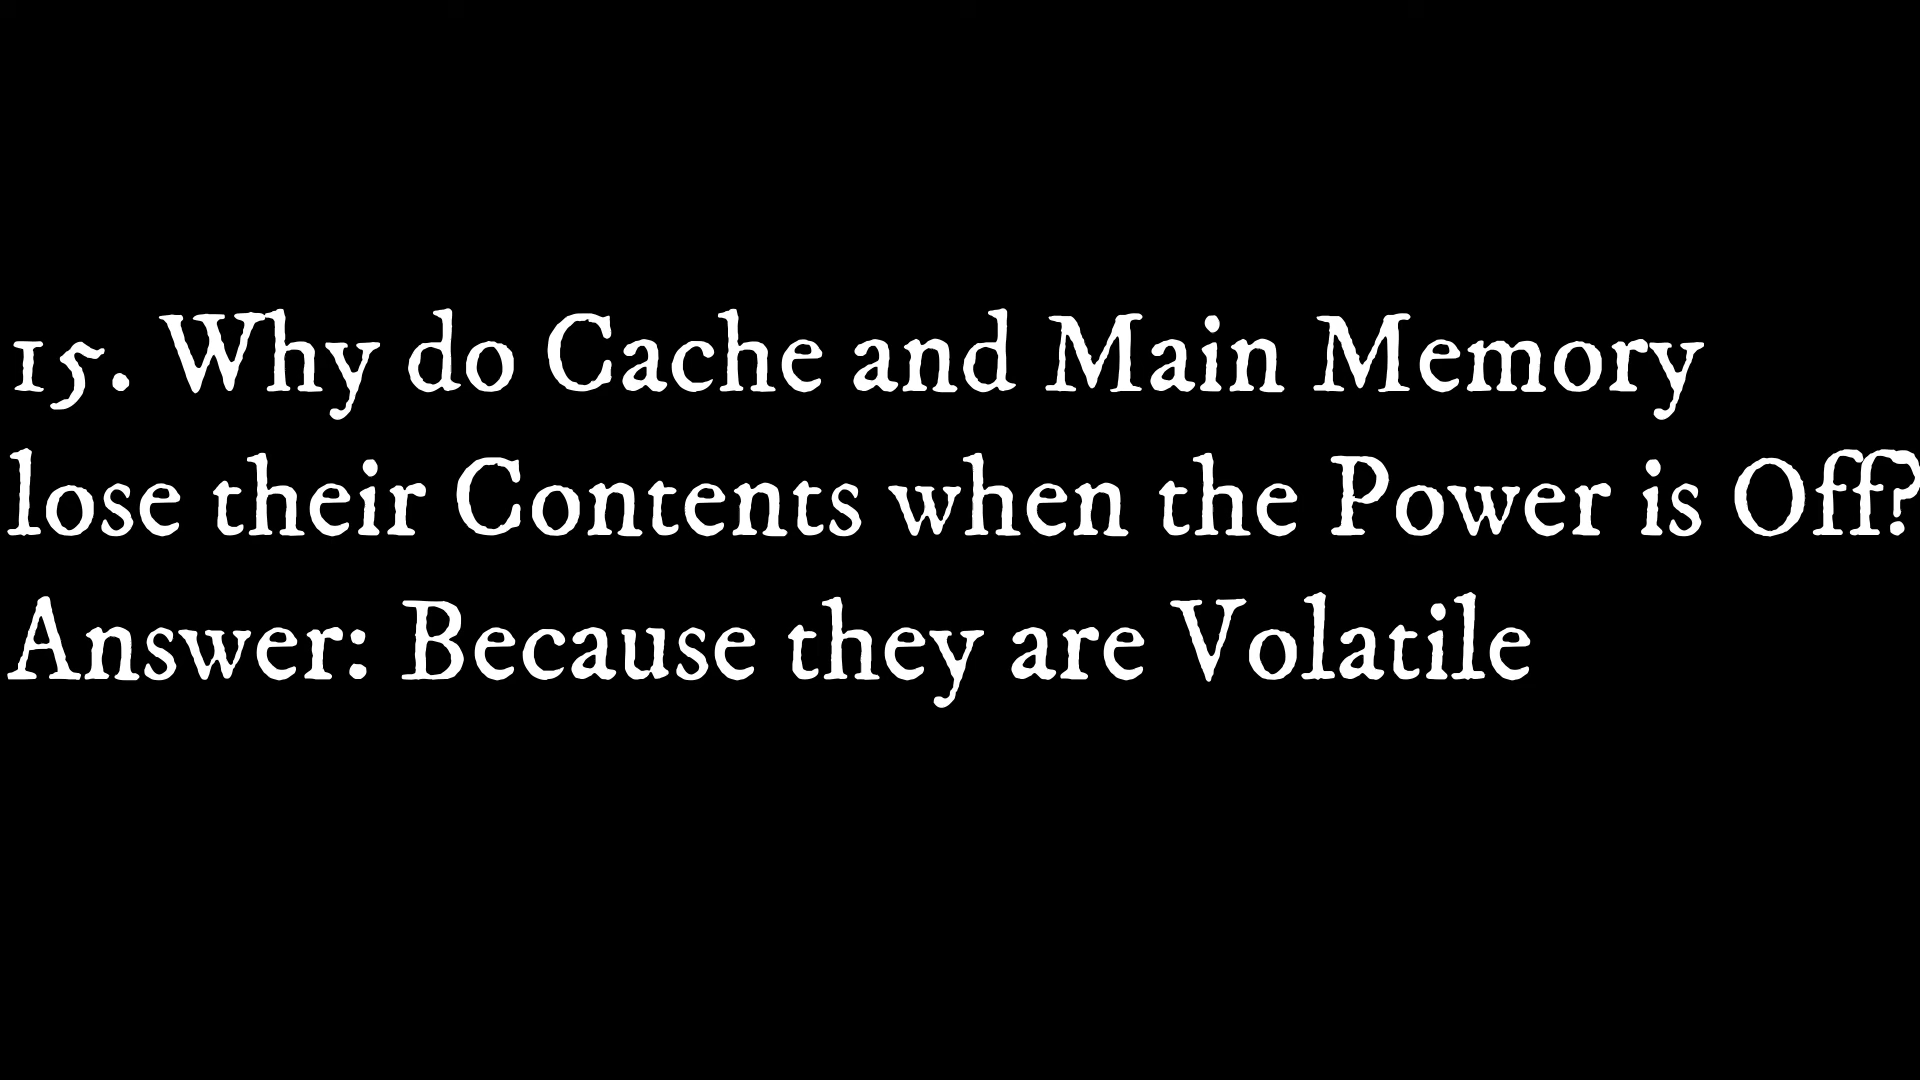 15. Why do Cache and Main Memory
lose their Contents when the Power is Off?
Answer: Because they are Volatile